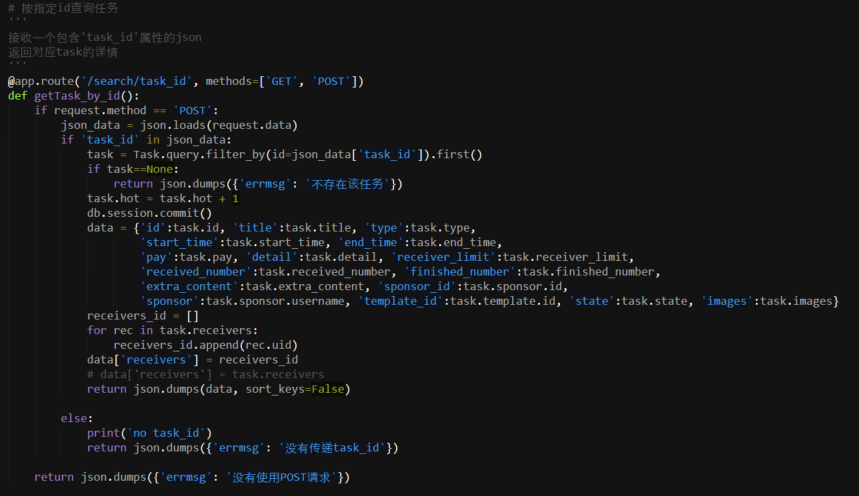 # 按指定id查询任务
'''
接收一个包含'task_id'属性的json
返回对应task的详情
'''
@app.route('/search/task_id', methods=['GET', 'POST'])
def getTask_by_id():
    if request.method == 'POST':
        json_data = json.loads(request.data)
        if 'task_id' in json_data:
            task = Task.query.filter_by(id=json_data['task_id']).first()
            if task==None:
                return json.dumps({'errmsg': '不存在该任务'})
            task.hot = task.hot + 1
            db.session.commit()
            data = {'id':task.id, 'title':task.title, 'type':task.type,
                    'start_time':task.start_time, 'end_time':task.end_time,
                    'pay':task.pay, 'detail':task.detail, 'receiver_limit':task.receiver_limit,
                    'received_number':task.received_number, 'finished_number':task.finished_number,
                    'extra_content':task.extra_content, 'sponsor_id':task.sponsor.id,
                    'sponsor':task.sponsor.username, 'template_id':task.template.id, 'state':task.state, 'images':task.images}
            receivers_id = []
            for rec in task.receivers:
                receivers_id.append(rec.uid)
            data['receivers'] = receivers_id
            # data['receivers'] = task.receivers
            return json.dumps(data, sort_keys=False)
        else:
            print('no task_id')
            return json.dumps({'errmsg': '没有传递task_id'})
    return json.dumps({'errmsg': '没有使用POST请求'})